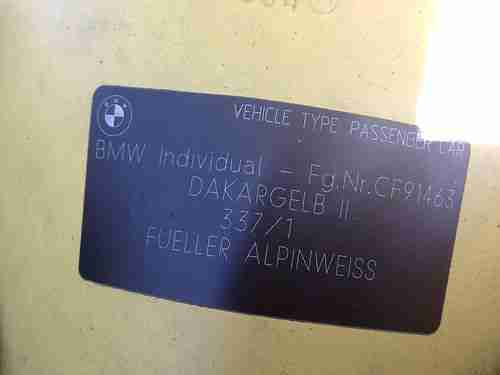 VEHICLE TYPE PASSENGER CAR
BMW Individual - Fg.Nr.CF91463
DAKARGELB II
337/1
FUELLER ALPINWEISS